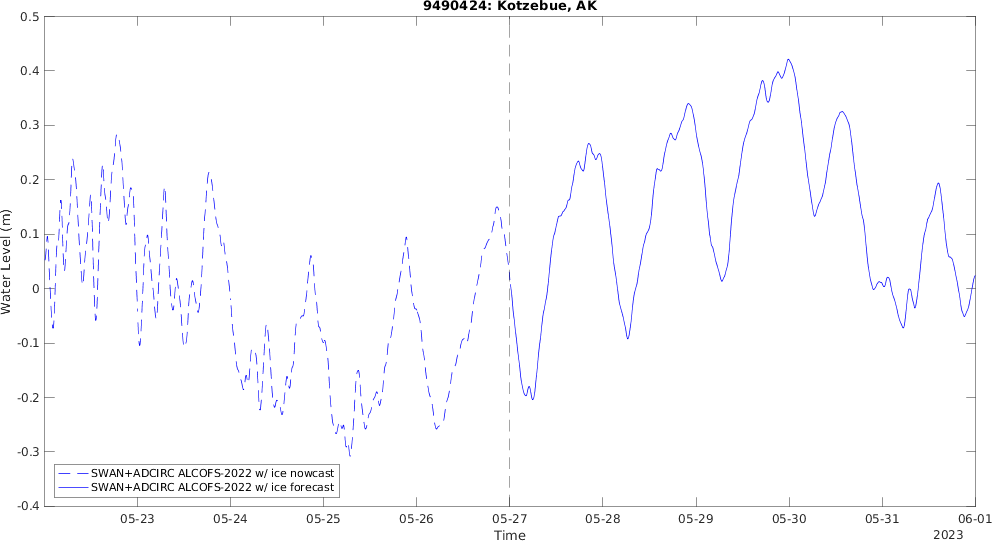 9490424: Kotzebue, AK
0.5
0.4
0.3
0.2
0.1
0
-0.1
-0.2
-0.3
-0.4
Water Level (m)
SWAN+ADCIRC ALCOFS-2022 w/ ice nowcast
SWAN+ADCIRC ALCOFS-2022 w/ ice forecast
05-23 05-24 05-25 05-26 05-27 05-28 05-29 05-30 05-31 06-01
Time
2023